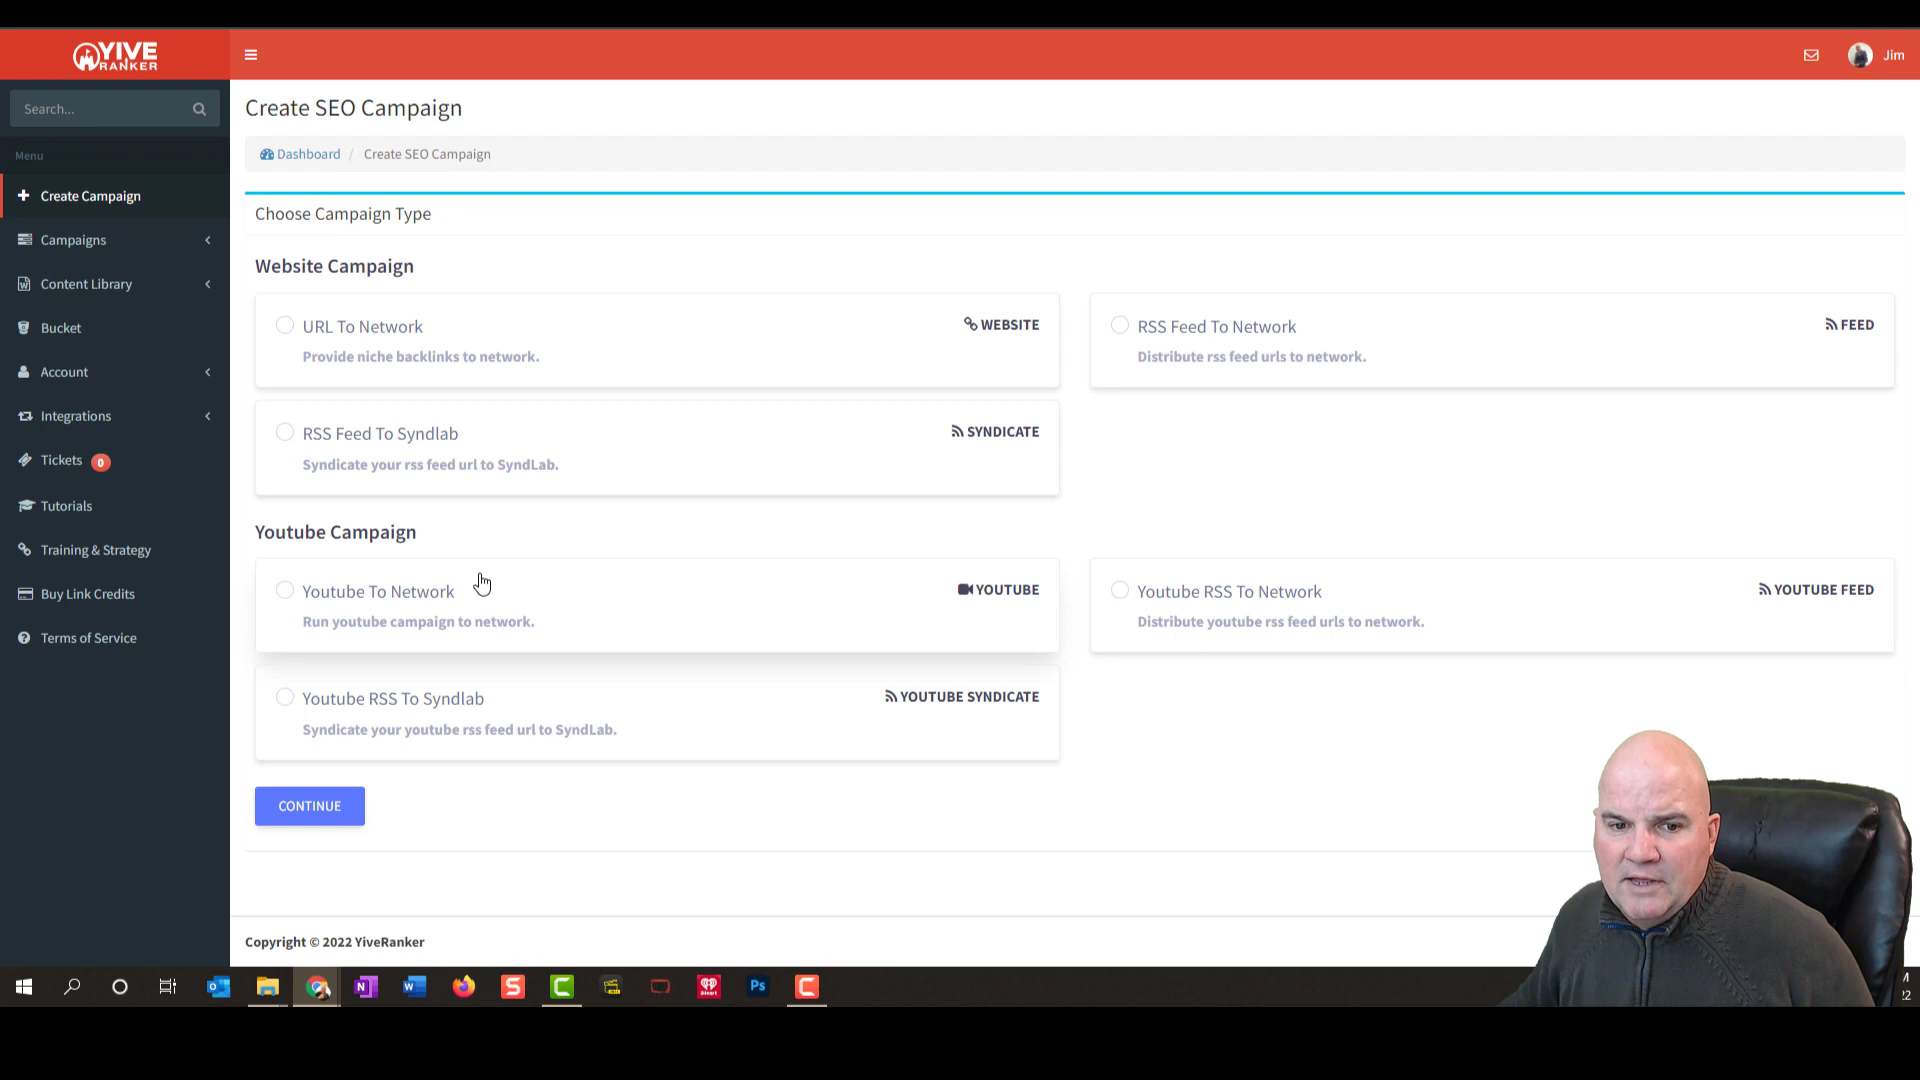 YIVE
RANKER
Jim
Search...
Menu
Create Campaign
Campaigns
Content Library
Bucket
Account
Integrations
Tickets 0
Tutorials
Training & Strategy
Buy Link Credits
Terms of Service
Create SEO Campaign
Dashboard / Create SEO Campaign
Choose Campaign Type
Website Campaign
URL To Network WEBSITE
Provide niche backlinks to network.
RSS Feed To Network FEED
Distribute rss feed urls to network.
RSS Feed To Syndlab SYNDICATE
Syndicate your rss feed url to SyndLab.
Youtube Campaign
Youtube To Network YOUTUBE
Run youtube campaign to network.
Youtube RSS To Network YOUTUBE FEED
Distribute youtube rss feed urls to network.
Youtube RSS To Syndlab YOUTUBE SYNDICATE
Syndicate your youtube rss feed url to SyndLab.
CONTINUE
Copyright © 2022 YiveRanker
N
W
S
C
Ps
C
M
22